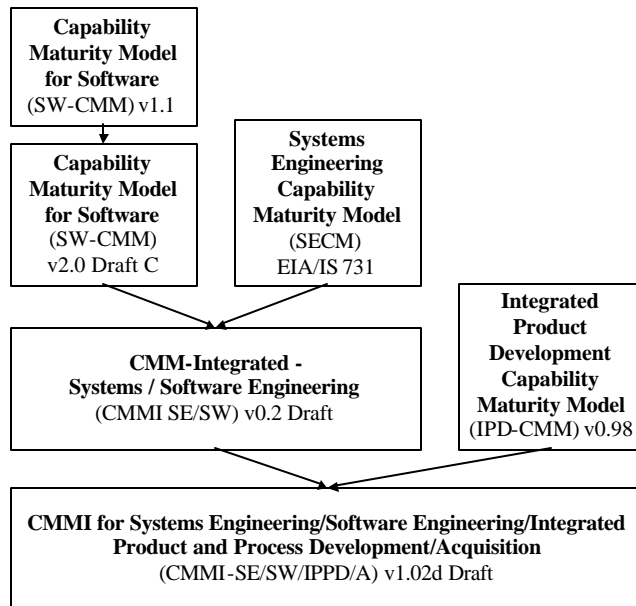 Capability
Maturity Model
for Software
(SW-CMM) v1.1
Capability
Maturity Model
for Software
(SW-CMM)
v2.0 Draft C
Systems
Engineering
Capability
Maturity Model
(SECM)
EIA/IS 731
CMM-Integrated -
Systems / Software Engineering
(CMMI SE/SW) v0.2 Draft
Integrated
Product
Development
Capability
Maturity Model
(IPD-CMM) v0.98
CMMI for Systems Engineering/Software Engineering/Integrated
Product and Process Development/Acquisition
(CMMI-SE/SW/IPPD/A) v1.02d Draft